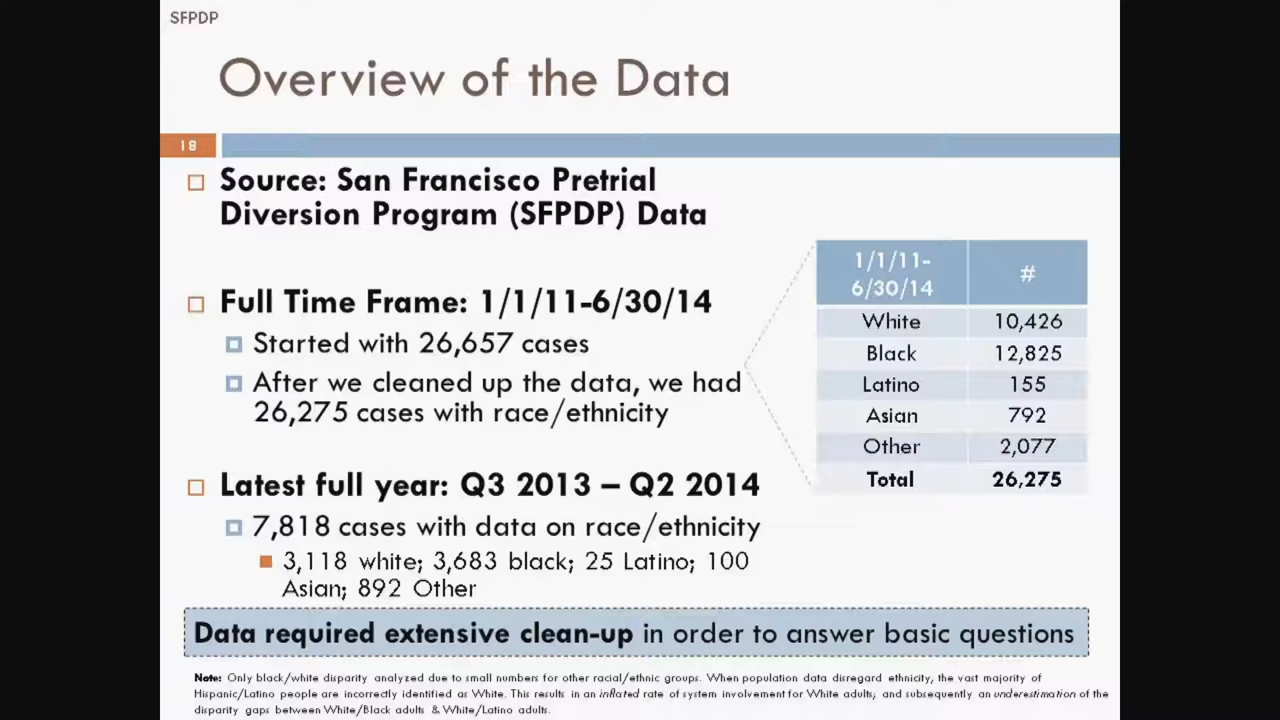 SFPDP
Overview of the Data
18
Source: San Francisco Pretrial
Diversion Program (SFPDP) Data
Full Time Frame: 1/1/11-6/30/14
Started with 26,657 cases
After we cleaned up the data, we had
26,275 cases with race/ethnicity
1/1/11-
6/30/14 #
White 10,426
Black 12,825
Latino 155
Asian 792
Other 2,077
Total 26,275
Latest full year: Q3 2013 – Q2 2014
7,818 cases with data on race/ethnicity
3,118 white; 3,683 black; 25 Latino; 100
Asian; 892 Other
Data required extensive clean-up in order to answer basic questions
Note: Only black/white disparity analyzed due to small numbers for other racial/ethnic groups. When population data disregard ethnicity, the vast majority of
Hispanic/Latino people are incorrectly identified as White. This results in an inflated rate of system involvement for White adults; and subsequently an underestimation of the
disparity gaps between White/Black adults & White/Latino adults.